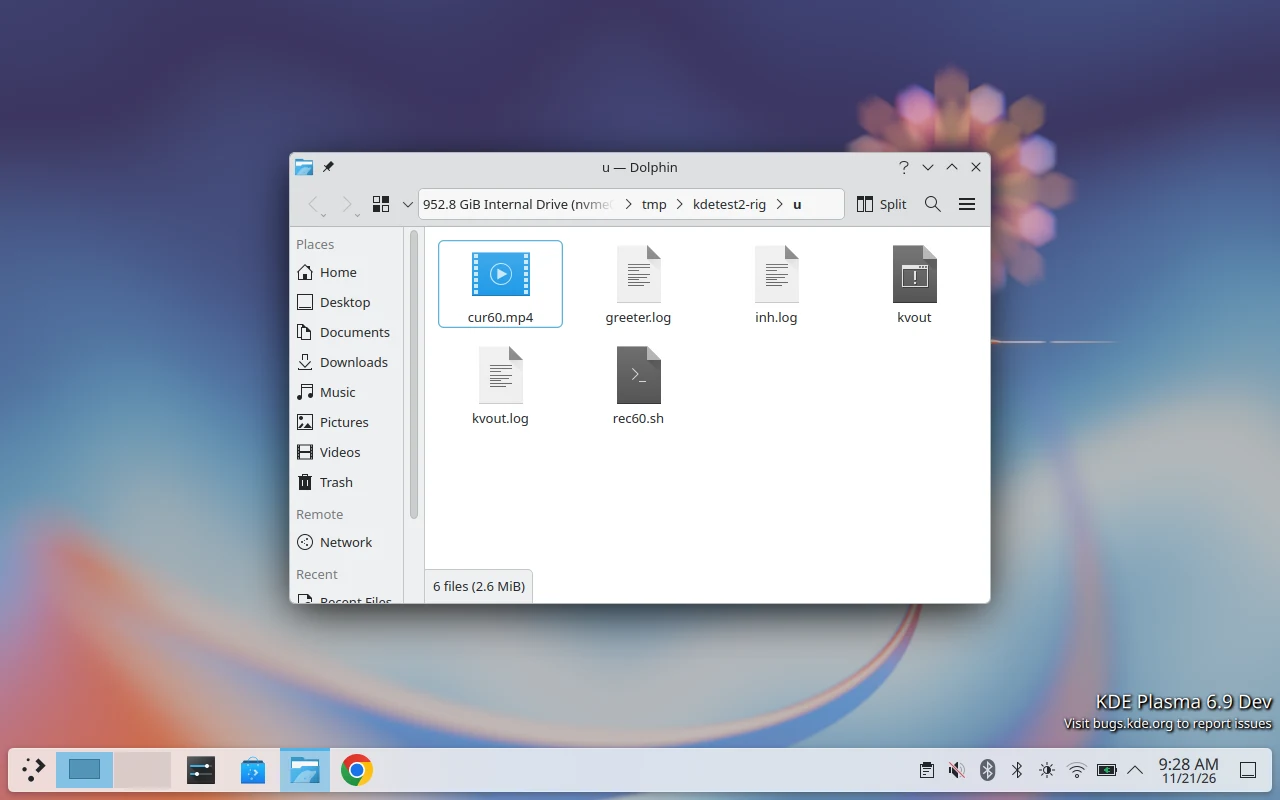 u — Dolphin
952.8 GiB Internal Drive (nvme tmp kdetest2-rig u
Split
Places
Home
Desktop
Documents
Downloads
Music
Pictures
Videos
Trash
Remote
Network
Recent
Recent Files
cur60.mp4
greeter.log
inh.log
kvout
kvout.log
rec60.sh
6 files (2.6 MiB)
KDE Plasma 6.9 Dev
Visit bugs.kde.org to report issues
9:28 AM
11/21/26